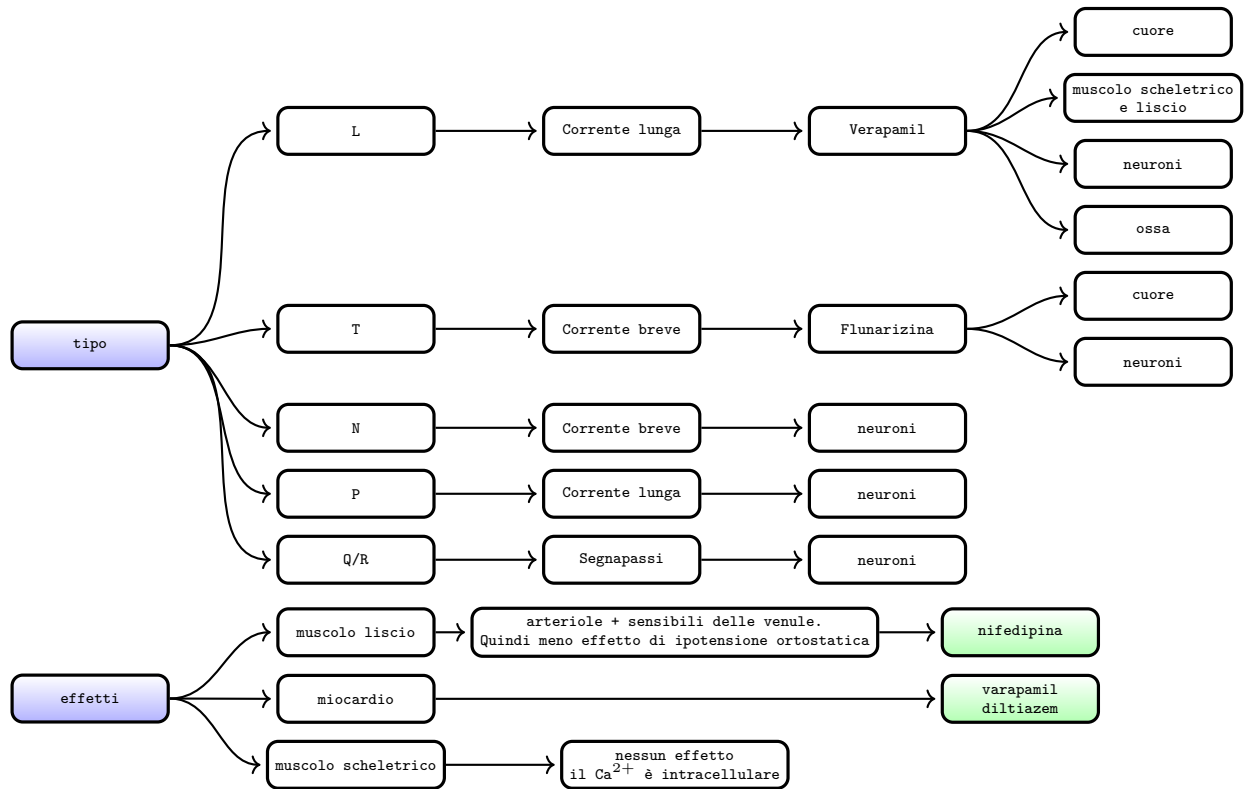 cuore
muscolo scheletrico
e liscio
L
Corrente lunga
Verapamil
neuroni
ossa
cuore
tipo
T
Corrente breve
Flunarizina
neuroni
N
Corrente breve
neuroni
P
Corrente lunga
neuroni
Q/R
Segnapassi
neuroni
muscolo liscio
arteriole + sensibili delle venule.
Quindi meno effetto di ipotensione ortostatica
nifedipina
effetti
miocardio
varapamil
diltiazem
muscolo scheletrico
nessun effetto
il Ca²⁺ è intracellulare